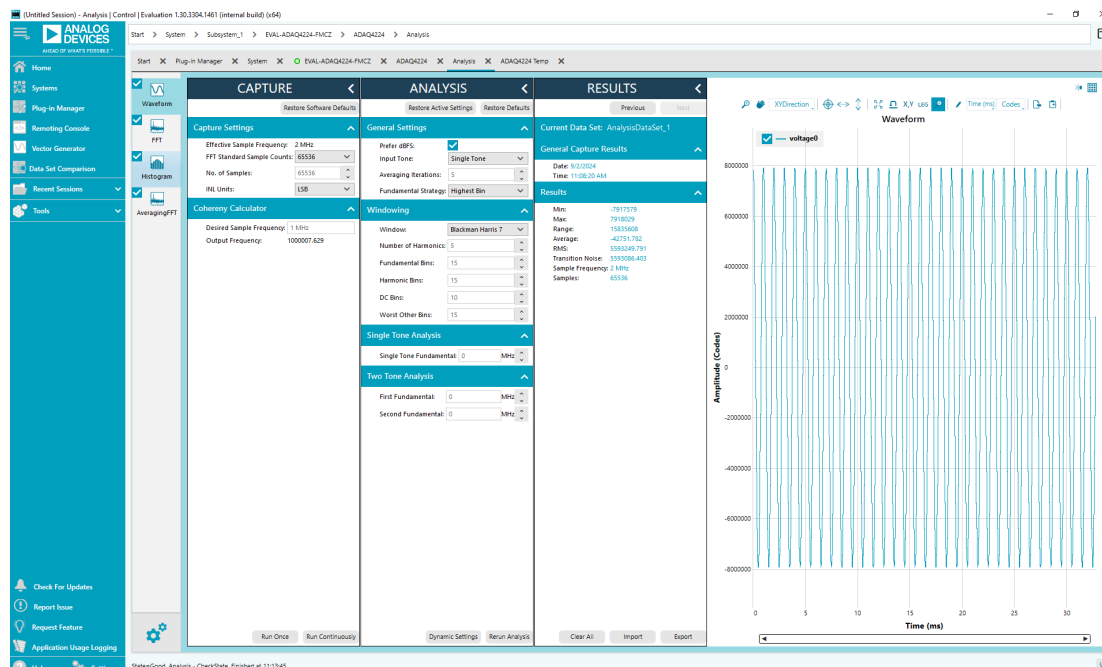 (Untitled Session) - Analysis | Control | Evaluation 1.30.3304.1461 (internal build) (x64)
ANALOG
DEVICES
AHEAD OF WHAT'S POSSIBLE™
Start > System > Subsystem_1 > EVAL-ADAQ4224-FMCZ > ADAQ4224 > Analysis
Start X Plug-in Manager X System X EVAL-ADAQ4224-FMCZ X ADAQ4224 X Analysis X ADAQ4224 Temp X
Home
Systems
Plug-in Manager
Remoting Console
Vector Generator
Data Set Comparison
Recent Sessions
Tools
Check For Updates
Report Issue
Request Feature
Application Usage Logging
Waveform
FFT
Histogram
AveragingFFT
CAPTURE
Restore Software Defaults
Capture Settings
Effective Sample Frequency: 2 MHz
FFT Standard Sample Counts: 65536
No. of Samples: 65536
INL Units: LSB
Coherency Calculator
Desired Sample Frequency: 1 MHz
Output Frequency: 1000007.629
Run Once Run Continuously
ANALYSIS
Restore Active Settings Restore Defaults
General Settings
Prefer dBFS:
Input Tone: Single Tone
Averaging Iterations: 5
Fundamental Strategy: Highest Bin
Windowing
Window: Blackman Harris 7
Number of Harmonics: 5
Fundamental Bins: 15
Harmonic Bins: 15
DC Bins: 10
Worst Other Bins: 15
Single Tone Analysis
Single Tone Fundamental: 0 MHz
Two Tone Analysis
First Fundamental: 0 MHz
Second Fundamental: 0 MHz
Dynamic Settings Rerun Analysis
RESULTS
Previous Next
Current Data Set: AnalysisDataSet_1
General Capture Results
Date: 9/2/2024
Time: 11:08:20 AM
Results
Min: -7917579
Max: 7918029
Range: 15835608
Average: -42751.782
RMS: 5593249.791
Transition Noise: 5593086.403
Sample Frequency: 2 MHz
Samples: 65536
Clear All Import Export
XYDirection X,Y LEG Time (ms) Codes
Waveform
voltage0
8000000
6000000
4000000
2000000
0
-2000000
-4000000
-6000000
-8000000
Amplitude (Codes)
0 5 10 15 20 25 30
Time (ms)
State=Good, Analysis - CheckState, Finished at 11:13:45